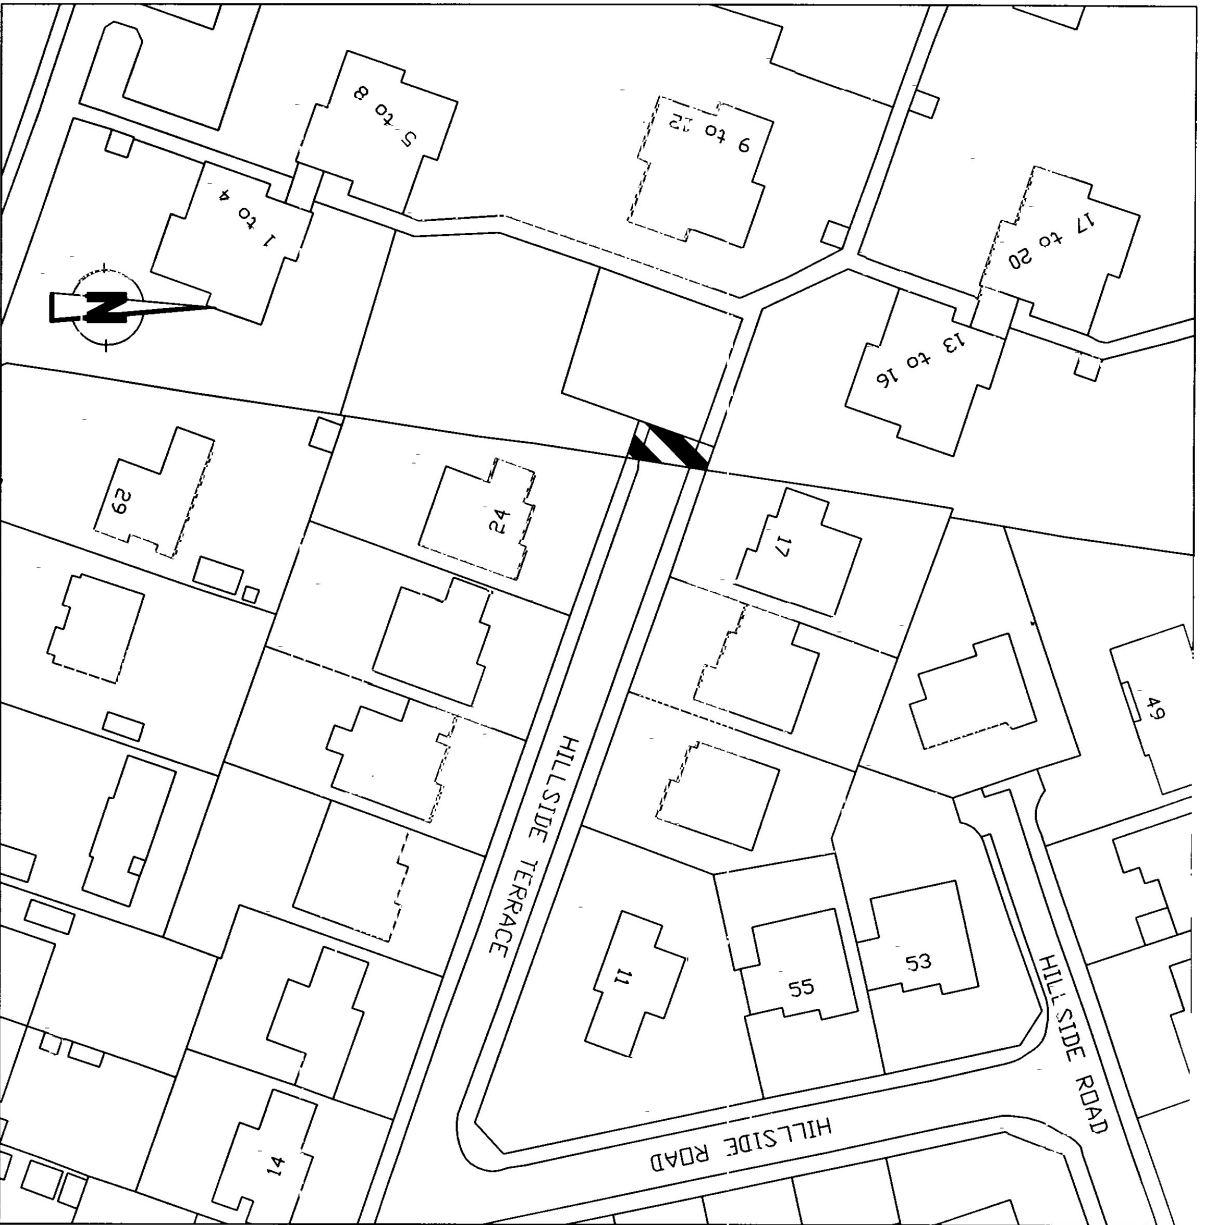 5 to 8
9 to 12
1 to 4
17 to 20
N
13 to 16
29
24
17
49
HILLSIDE TERRACE
11
55
53
HILLSIDE ROAD
HILLSIDE ROAD
14